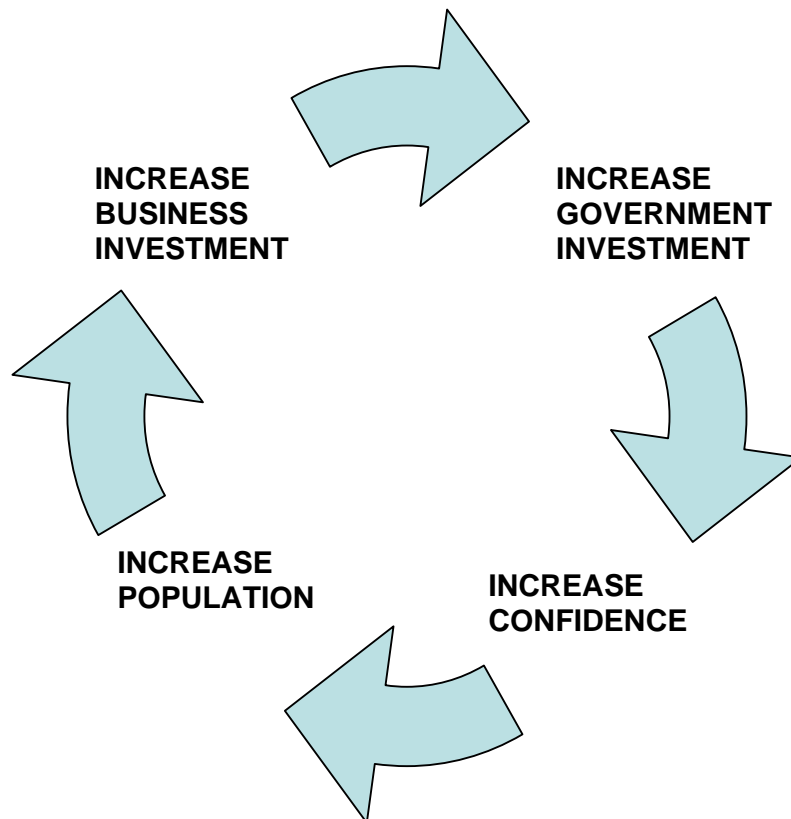 INCREASE
BUSINESS
INVESTMENT
INCREASE
GOVERNMENT
INVESTMENT
INCREASE
CONFIDENCE
INCREASE
POPULATION